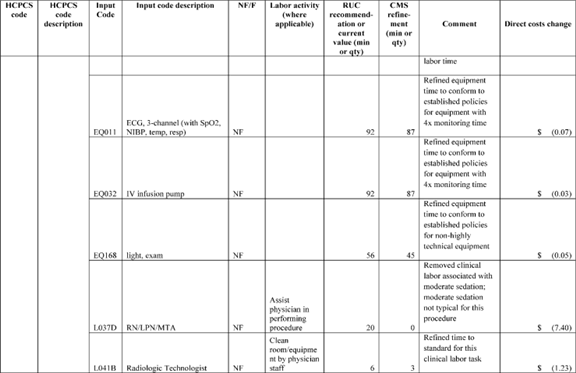 HCPCS code
HCPCS code description
Input Code
Input code description
NF/F
Labor activity (where applicable)
RUC recommend-ation or current value (min or qty)
CMS refine-ment (min or qty)
Comment
Direct costs change
labor time
EQ011
ECG, 3-channel (with SpO2,
NIBP, temp, resp)
NF
92
87
Refined equipment
time to conform to
established policies
for equipment with
4x monitoring time
$ (0.07)
EQ032
IV infusion pump
NF
92
87
Refined equipment
time to conform to
established policies
for equipment with
4x monitoring time
$ (0.03)
EQ168
light, exam
NF
56
45
Refined equipment
time to conform to
established policies
for non-highly
technical equipment
$ (0.05)
L037D
RN/LPN/MTA
NF
Assist
physician in
performing
procedure
20
0
Removed clinical
labor associated with
moderate sedation;
moderate sedation
not typical for this
procedure
$ (7.40)
L041B
Radiologic Technologist
NF
Clean
room/equipme
nt by physician
staff
6
3
Refined time to
standard for this
clinical labor task
$ (1.23)